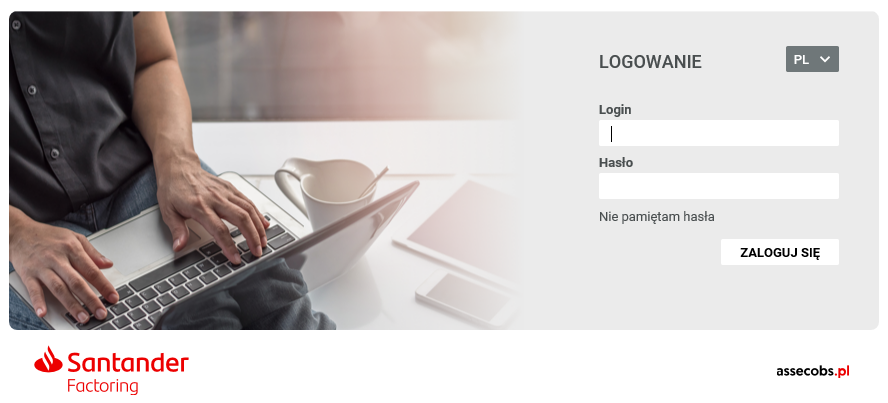 LOGOWANIE
PL
Login
Hasło
Nie pamiętam hasła
ZALOGUJ SIĘ
Santander
Factoring
assecobs.pl